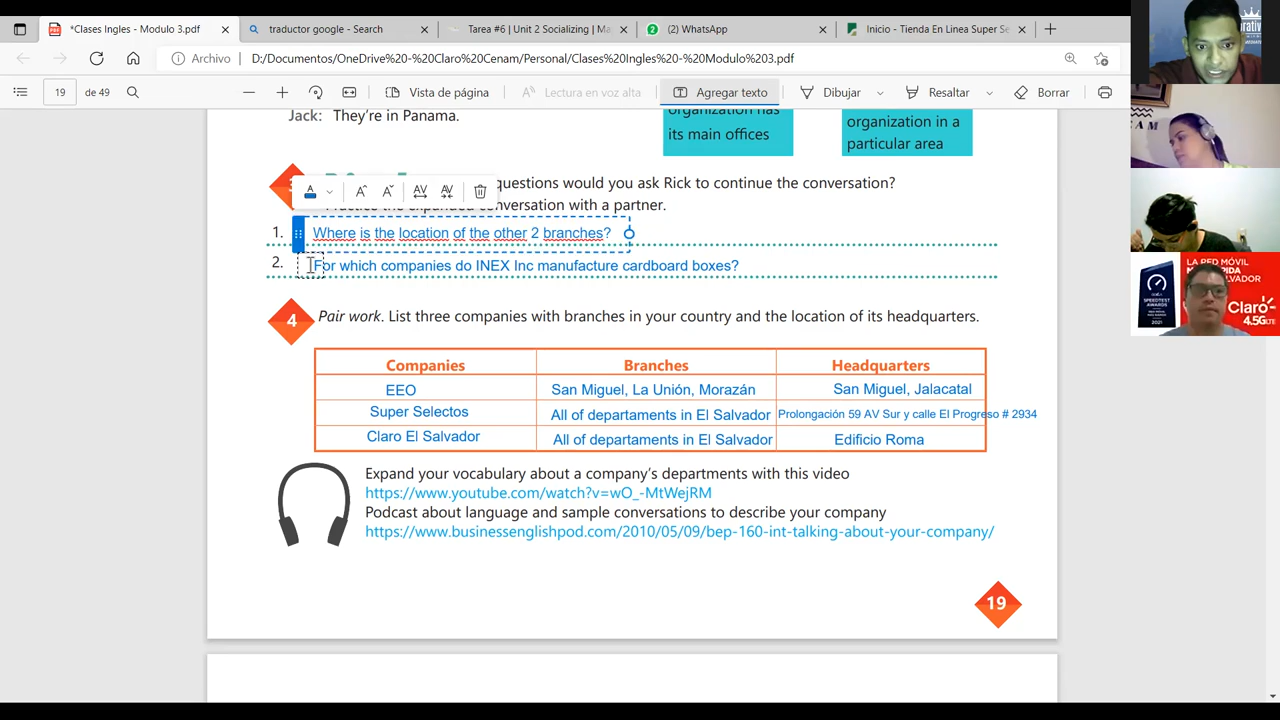 *Clases Ingles - Modulo 3.pdf
traductor google - Search
Tarea #6 | Unit 2 Socializing | Ma
(2) WhatsApp
Inicio - Tienda En Linea Super Se
Archivo
D:/Documentos/OneDrive%20-%20Claro%20Cenam/Personal/Clases%20Ingles%20-%20Modulo%203.pdf
19 de 49
Vista de página
Lectura en voz alta
Agregar texto
Dibujar
Resaltar
Borrar
Jack: They're in Panama.
organization has
its main offices
organization in a
particular area
questions would you ask Rick to continue the conversation?
conversation with a partner.
1. Where is the location of the other 2 branches?
2. For which companies do INEX Inc manufacture cardboard boxes?
4 Pair work. List three companies with branches in your country and the location of its headquarters.
Companies Branches Headquarters
EEO San Miguel, La Unión, Morazán San Miguel, Jalacatal
Super Selectos All of departaments in El Salvador Prolongación 59 AV Sur y calle El Progreso # 2934
Claro El Salvador All of departaments in El Salvador Edificio Roma
Expand your vocabulary about a company's departments with this video
https://www.youtube.com/watch?v=wO_-MtWejRM
Podcast about language and sample conversations to describe your company
https://www.businessenglishpod.com/2010/05/09/bep-160-int-talking-about-your-company/
19
LA RED MÓVIL
SALVADOR
SPEEDTEST
AWARDS
2021
Claro
4.5G LTE